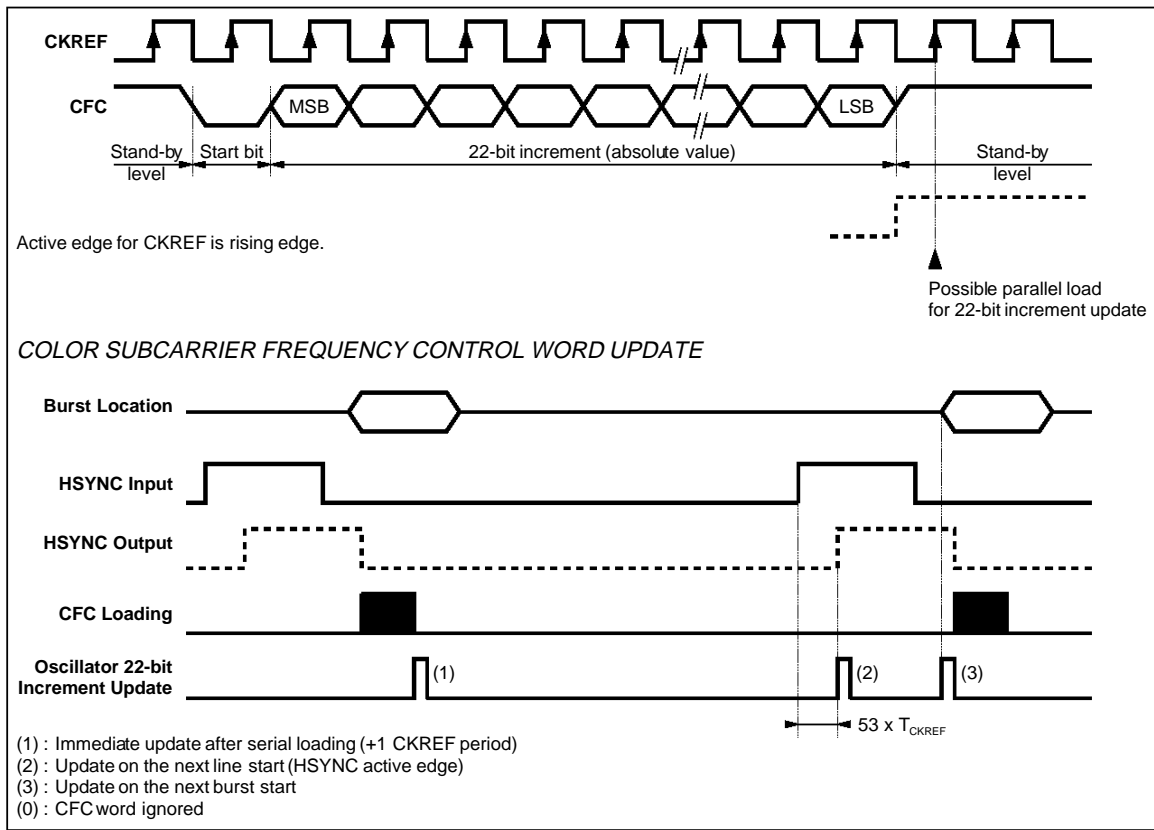 CKREF
CFC
MSB
LSB
Stand-by
level
Start bit
22-bit increment (absolute value)
Stand-by
level
Active edge for CKREF is rising edge.
Possible parallel load
for 22-bit increment update
COLOR SUBCARRIER FREQUENCY CONTROL WORD UPDATE
Burst Location
HSYNC Input
HSYNC Output
CFC Loading
Oscillator 22-bit
Increment Update
(1)
(2)
(3)
53 x TCKREF
(1) : Immediate update after serial loading (+1 CKREF period)
(2) : Update on the next line start (HSYNC active edge)
(3) : Update on the next burst start
(0) : CFC word ignored